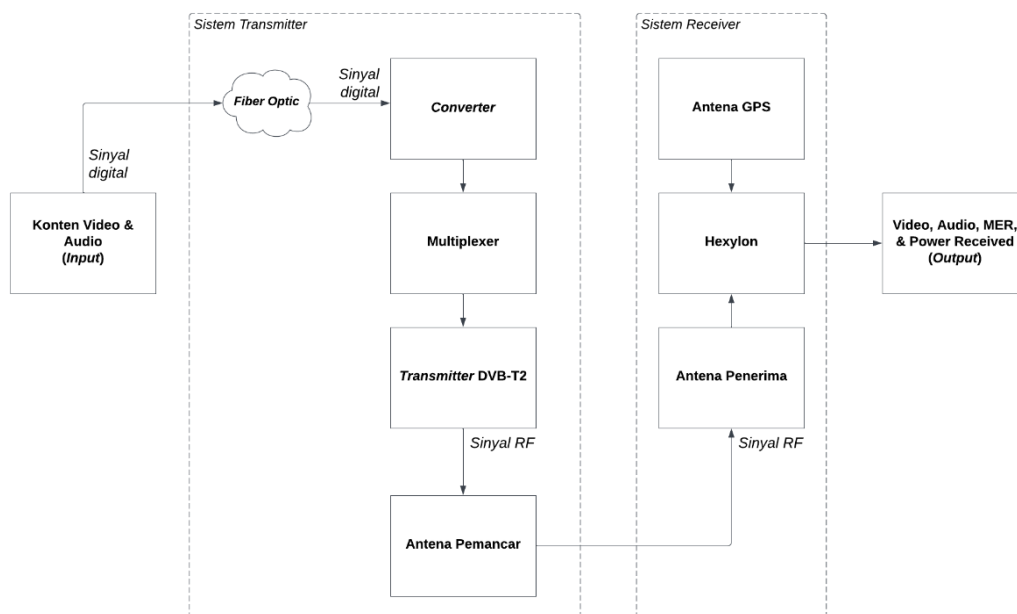 Sistem Transmitter
Sistem Receiver
Sinyal
digital
Fiber Optic
Sinyal
digital
Converter
Antena GPS
Konten Video &
Audio
(Input)
Multiplexer
Hexylon
Video, Audio, MER,
& Power Received
(Output)
Transmitter DVB-T2
Antena Penerima
Sinyal RF
Sinyal RF
Antena Pemancar